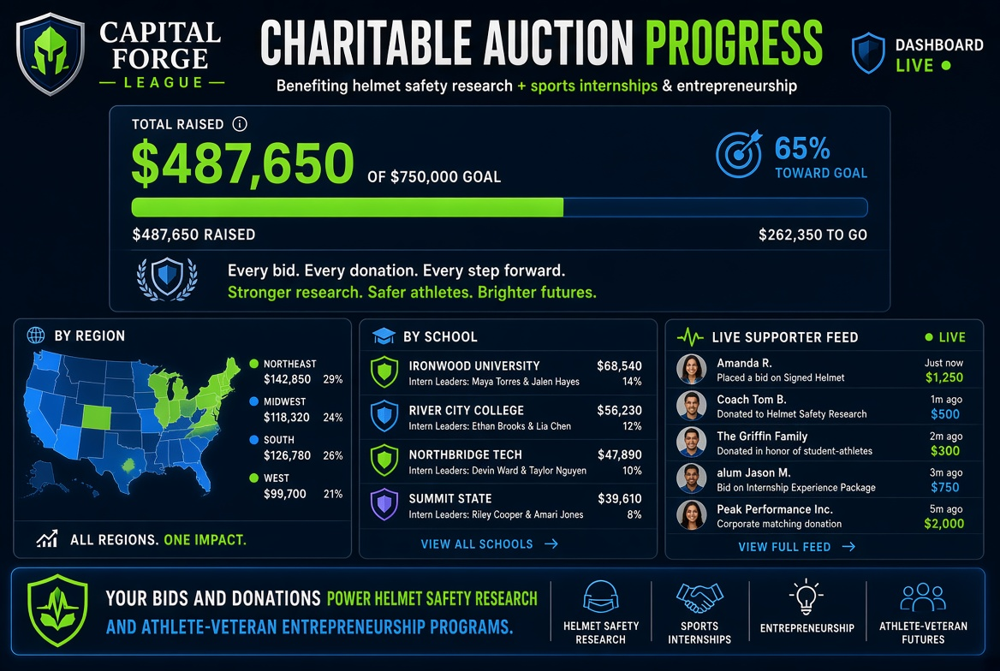 CAPITAL
FORGE
LEAGUE
CHARITABLE AUCTION PROGRESS
Benefiting helmet safety research + sports internships & entrepreneurship
DASHBOARD
LIVE
TOTAL RAISED
$487,650 OF $750,000 GOAL
65%
TOWARD GOAL
$487,650 RAISED
$262,350 TO GO
Every bid. Every donation. Every step forward.
Stronger research. Safer athletes. Brighter futures.
BY REGION
NORTHEAST
$142,850 29%
MIDWEST
$118,320 24%
SOUTH
$126,780 26%
WEST
$99,700 21%
ALL REGIONS. ONE IMPACT.
BY SCHOOL
IRONWOOD UNIVERSITY $68,540
Intern Leaders: Maya Torres & Jalen Hayes 14%
RIVER CITY COLLEGE $56,230
Intern Leaders: Ethan Brooks & Lia Chen 12%
NORTHBRIDGE TECH $47,890
Intern Leaders: Devin Ward & Taylor Nguyen 10%
SUMMIT STATE $39,610
Intern Leaders: Riley Cooper & Amari Jones 8%
VIEW ALL SCHOOLS →
LIVE SUPPORTER FEED LIVE
Amanda R. Just now
Placed a bid on Signed Helmet $1,250
Coach Tom B. 1m ago
Donated to Helmet Safety Research $500
The Griffin Family 2m ago
Donated in honor of student-athletes $300
alum Jason M. 3m ago
Bid on Internship Experience Package $750
Peak Performance Inc. 5m ago
Corporate matching donation $2,000
VIEW FULL FEED →
YOUR BIDS AND DONATIONS POWER HELMET SAFETY RESEARCH
AND ATHLETE-VETERAN ENTREPRENEURSHIP PROGRAMS.
HELMET SAFETY
RESEARCH
SPORTS
INTERNSHIPS
ENTREPRENEURSHIP
ATHLETE-VETERAN
FUTURES